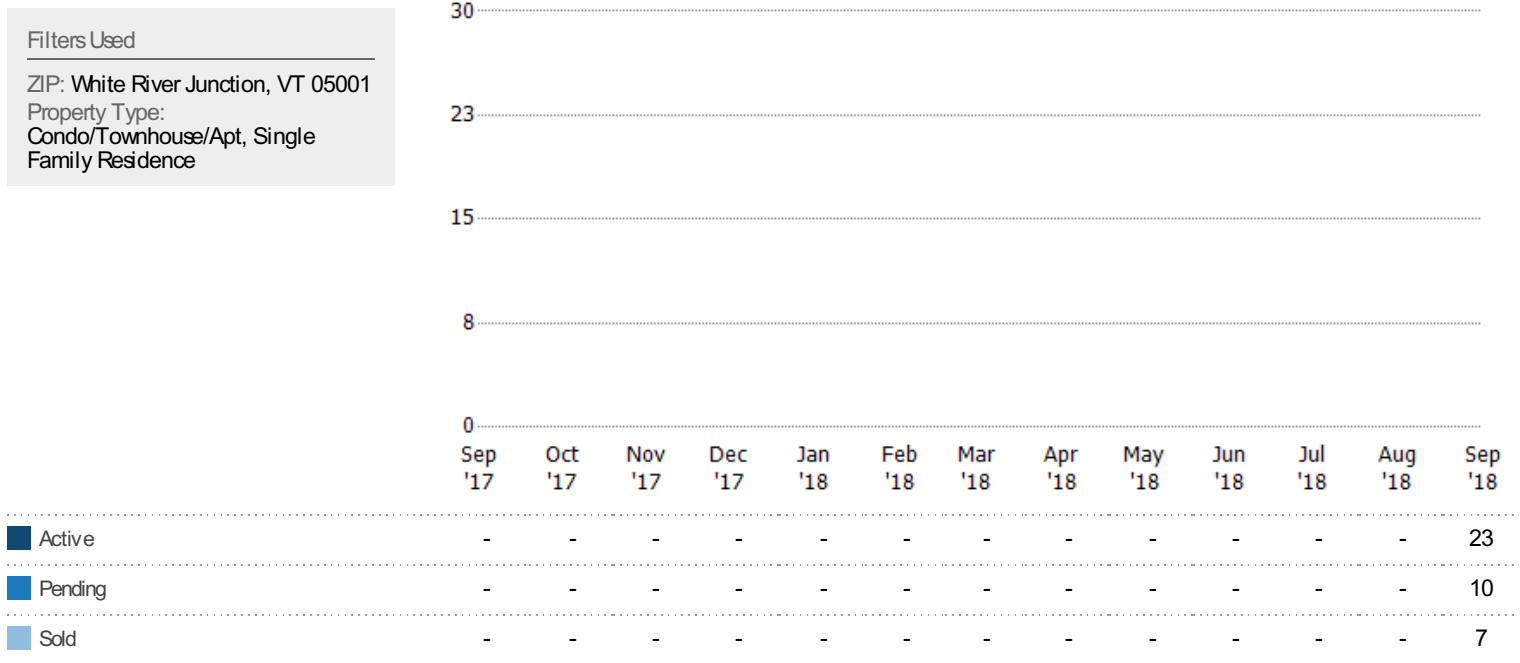 Filters Used
ZIP: White River Junction, VT 05001
Property Type:
Condo/Townhouse/Apt, Single
Family Residence
30
23
15
8
0
Sep Oct Nov Dec Jan Feb Mar Apr May Jun Jul Aug Sep
'17 '17 '17 '17 '18 '18 '18 '18 '18 '18 '18 '18 '18
Active - - - - - - - - - - - - 23
Pending - - - - - - - - - - - - 10
Sold - - - - - - - - - - - - 7